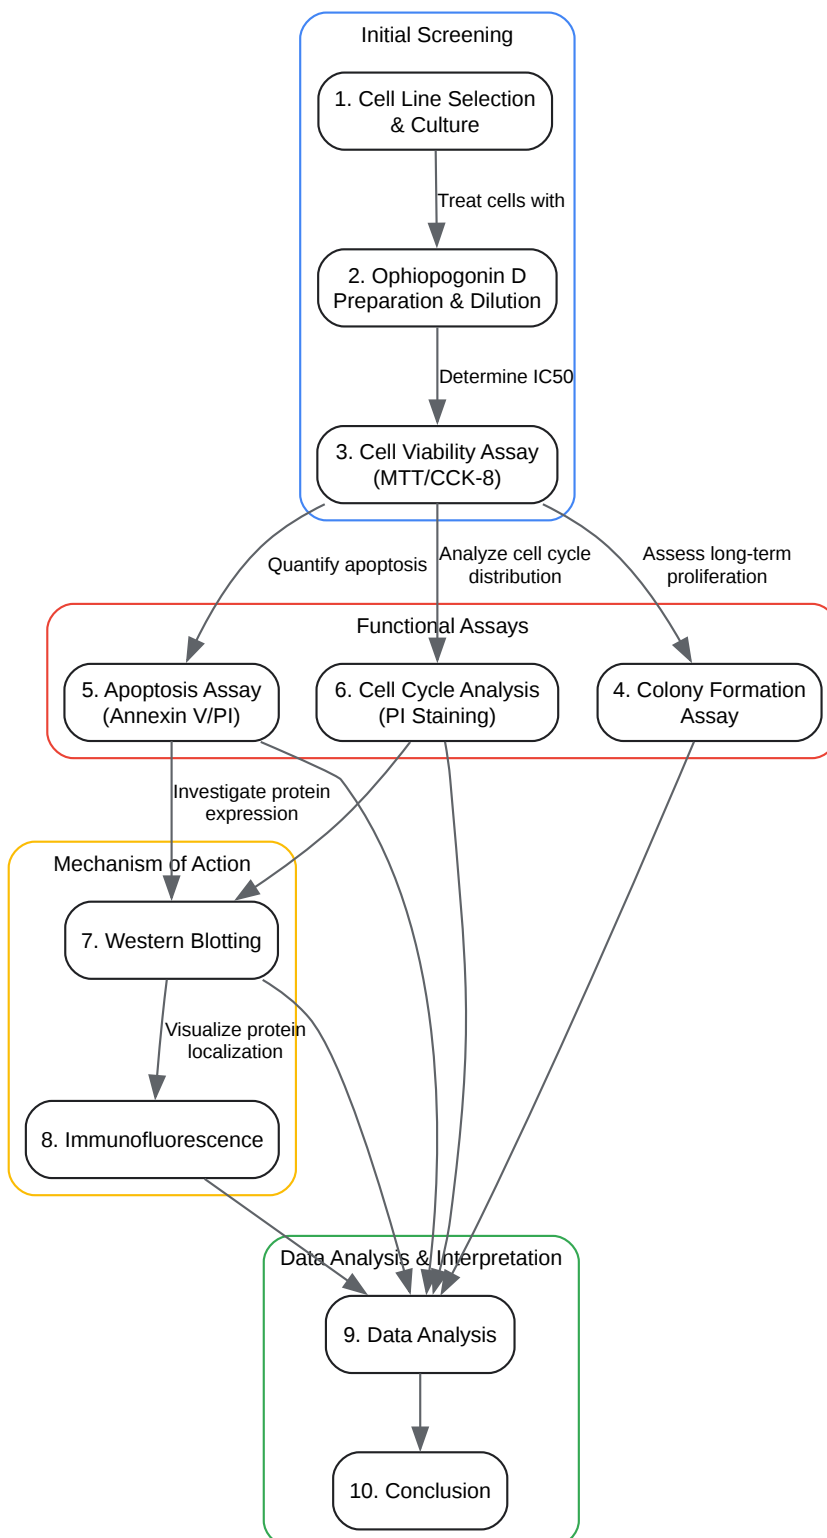 Initial Screening
1. Cell Line Selection
& Culture
Treat cells with
2. Ophiopogonin D
Preparation & Dilution
Determine IC50
3. Cell Viability Assay
(MTT/CCK-8)
Quantify apoptosis
Analyze cell cycle
distribution
Assess long-term
proliferation
Functional Assays
5. Apoptosis Assay
(Annexin V/PI)
6. Cell Cycle Analysis
(PI Staining)
4. Colony Formation
Assay
Investigate protein
expression
Mechanism of Action
7. Western Blotting
Visualize protein
localization
8. Immunofluorescence
Data Analysis & Interpretation
9. Data Analysis
10. Conclusion